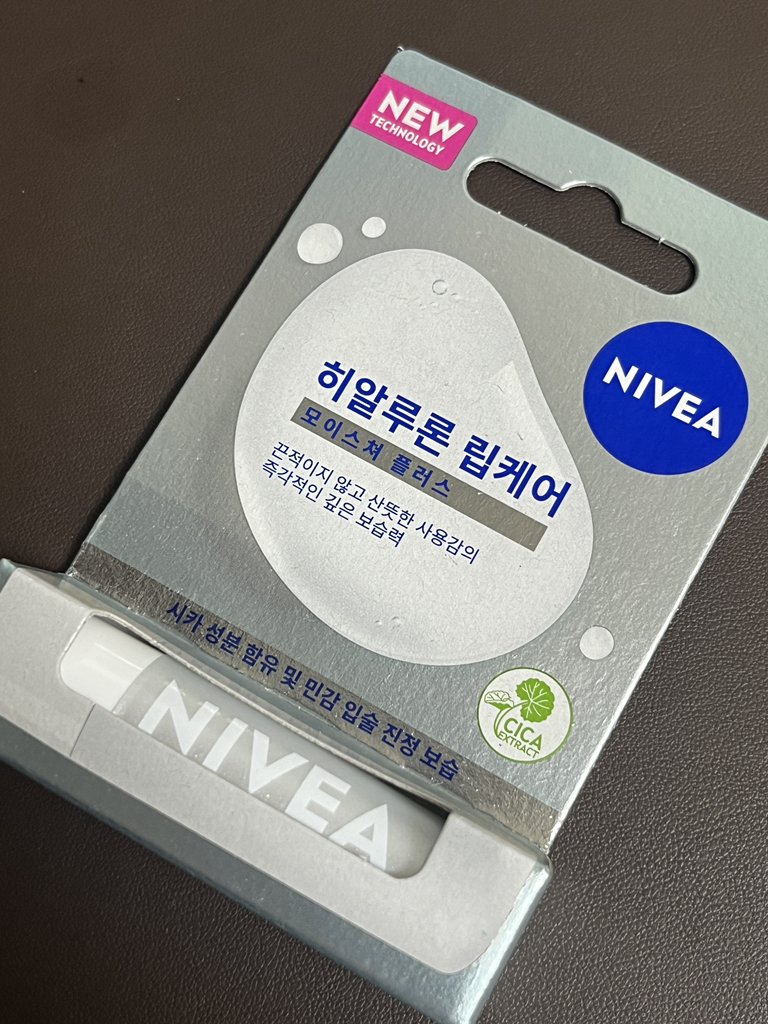 NEW
TECHNOLOGY
NIVEA
히알루론 립케어
모이스쳐 플러스
끈적이지 않고 산뜻한 사용감의
즉각적인 깊은 보습력
시카 성분 함유 및 민감 입술 진정 보습
CICA
EXTRACT
NIVEA